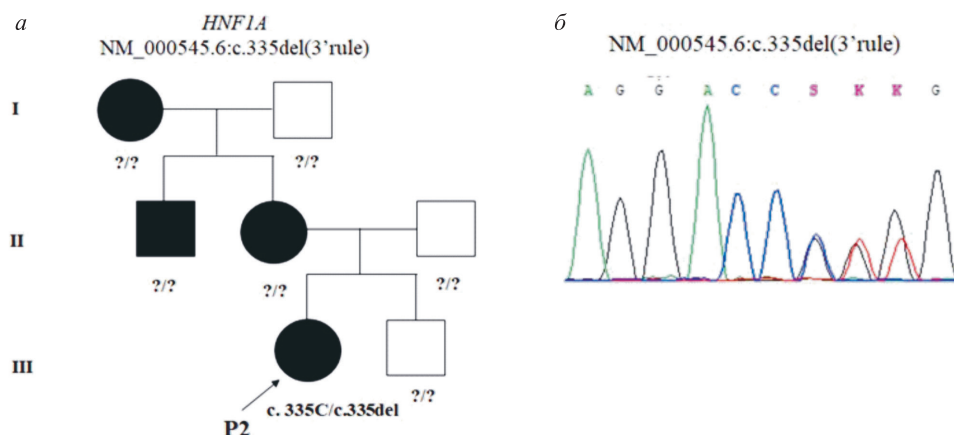 а
HNF1A
NM_000545.6:c.335del(3'rule)
I
?/?
?/?
II
?/?
?/?
?/?
III
P2
c. 335C/c.335del
?/?
б
NM_000545.6:c.335del(3'rule)
A G G A C C S K K G